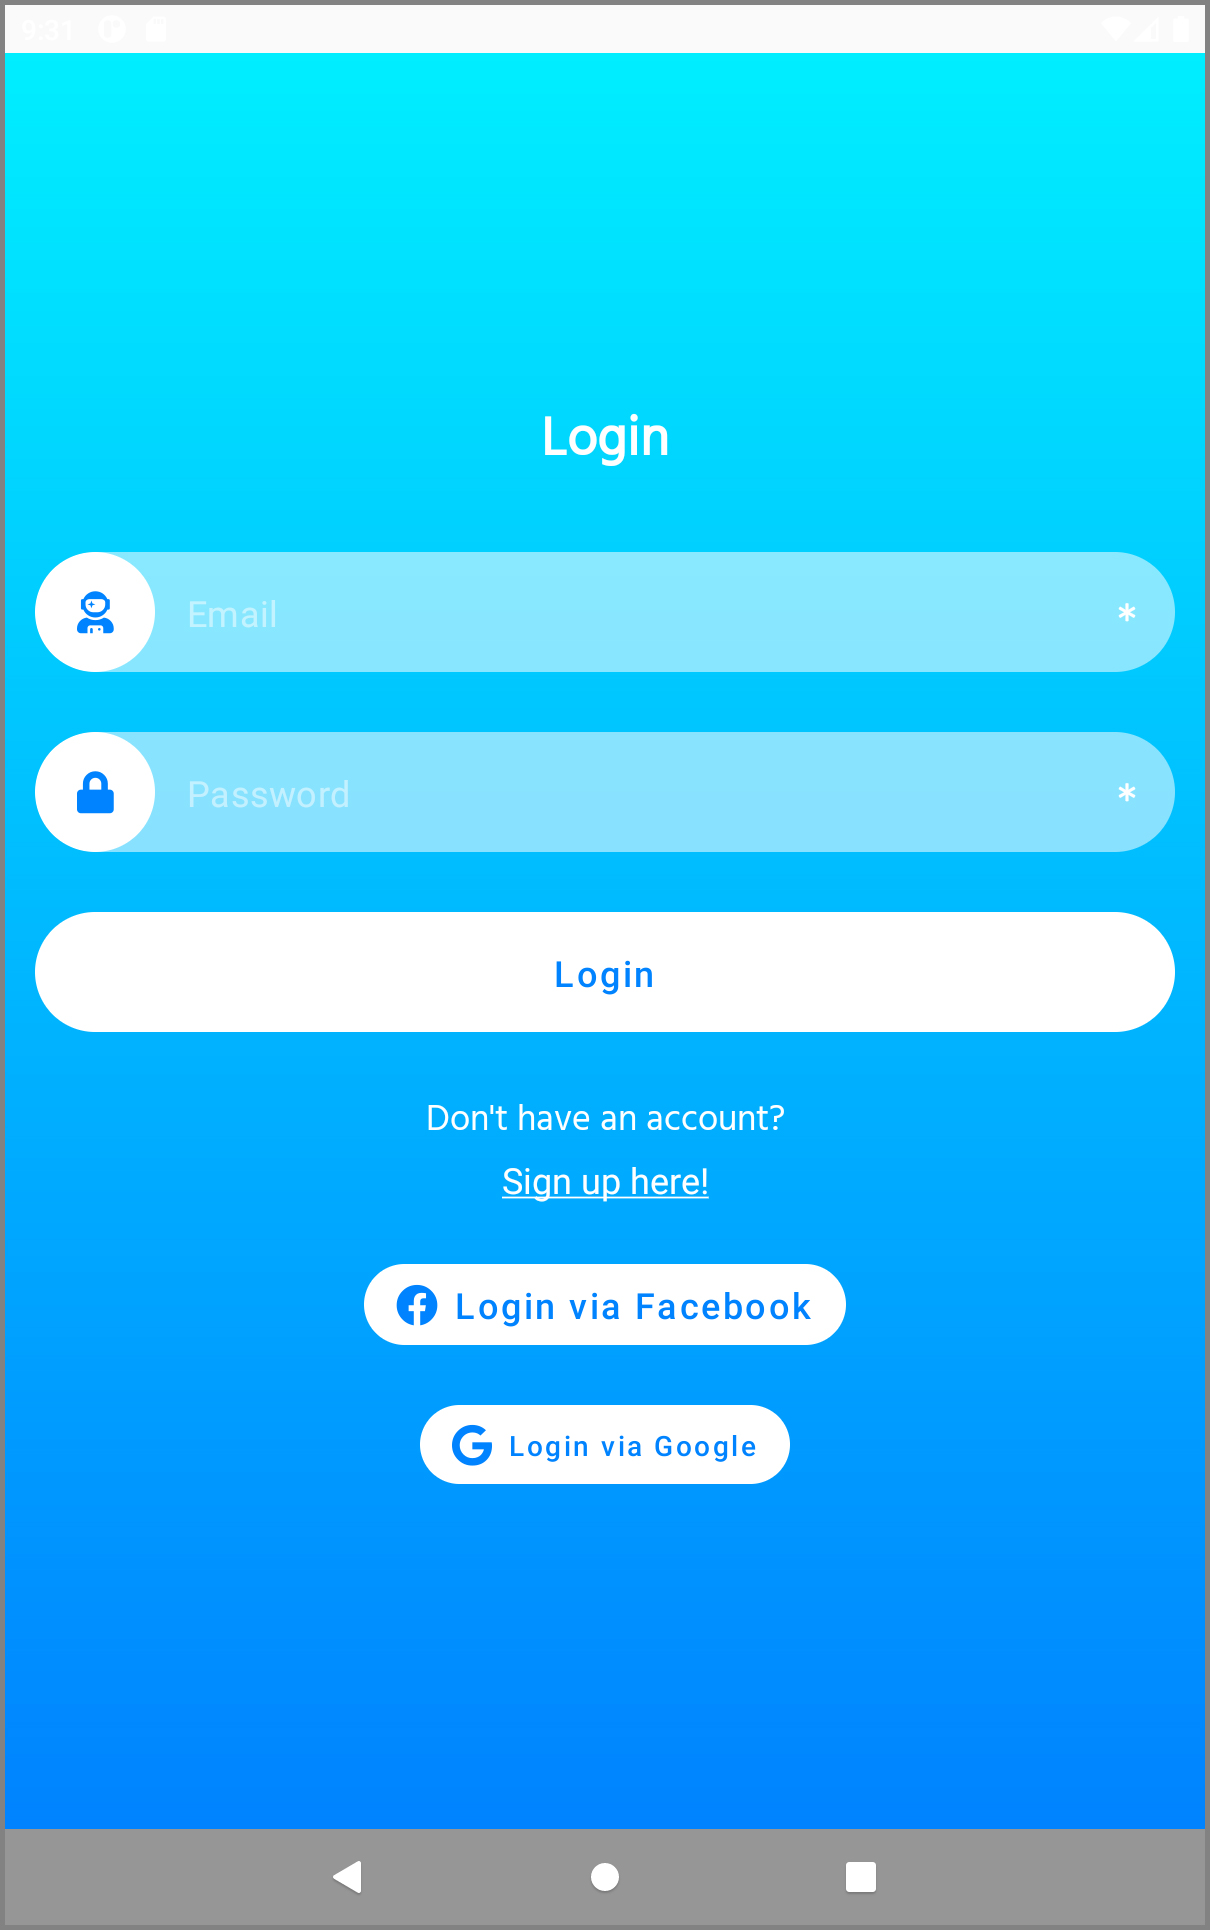 9:31
Login
Email
*
Password
*
Login
Don't have an account?
Sign up here!
Login via Facebook
Login via Google